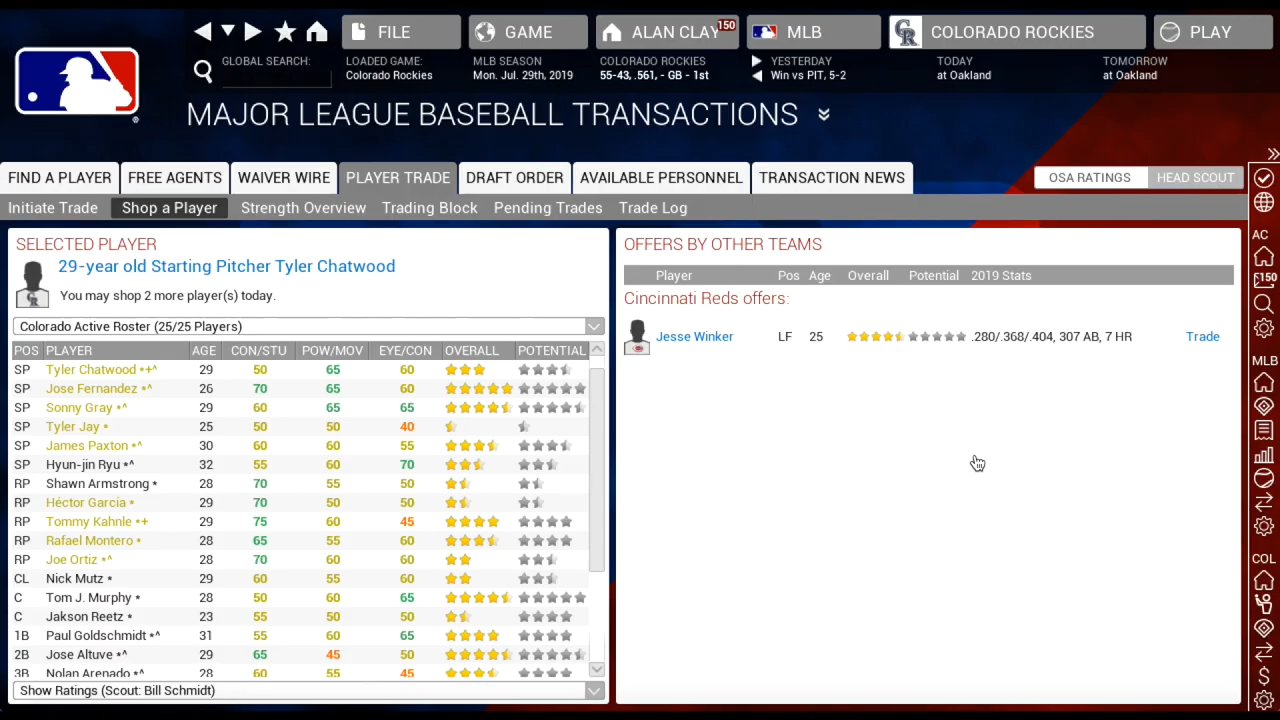 FILE
GAME
ALAN CLAY
150
MLB
COLORADO ROCKIES
PLAY
GLOBAL SEARCH:
LOADED GAME:
Colorado Rockies
MLB SEASON
Mon. Jul. 29th, 2019
COLORADO ROCKIES
55-43, .561, - GB - 1st
YESTERDAY
Win vs PIT, 5-2
TODAY
at Oakland
TOMORROW
at Oakland
MAJOR LEAGUE BASEBALL TRANSACTIONS
FIND A PLAYER
FREE AGENTS
WAIVER WIRE
PLAYER TRADE
DRAFT ORDER
AVAILABLE PERSONNEL
TRANSACTION NEWS
OSA RATINGS
HEAD SCOUT
Initiate Trade
Shop a Player
Strength Overview
Trading Block
Pending Trades
Trade Log
SELECTED PLAYER
29-year old Starting Pitcher Tyler Chatwood
You may shop 2 more player(s) today.
Colorado Active Roster (25/25 Players)
POS PLAYER AGE CON/STU POW/MOV EYE/CON OVERALL POTENTIAL
SP Tyler Chatwood *+^ 29 50 65 60
SP Jose Fernandez *^ 26 70 65 60
SP Sonny Gray *^ 29 60 65 65
SP Tyler Jay * 25 50 50 40
SP James Paxton *^ 30 60 60 55
SP Hyun-jin Ryu *^ 32 55 60 70
RP Shawn Armstrong * 28 70 55 50
RP Héctor García * 29 70 50 50
RP Tommy Kahnle *+ 29 75 60 45
RP Rafael Montero * 28 65 55 60
RP Joe Ortiz *^ 28 70 60 60
CL Nick Mutz * 29 60 55 50
C Tom J. Murphy * 28 50 60 65
C Jakson Reetz * 23 55 50 50
1B Paul Goldschmidt *^ 31 55 60 65
2B Jose Altuve *^ 29 65 45 50
3B Nolan Arenado *^ 28 60 55 45
Show Ratings (Scout: Bill Schmidt)
OFFERS BY OTHER TEAMS
Player Pos Age Overall Potential 2019 Stats
Cincinnati Reds offers:
Jesse Winker LF 25 .280/.368/.404, 307 AB, 7 HR Trade
AC
150
MLB
COL